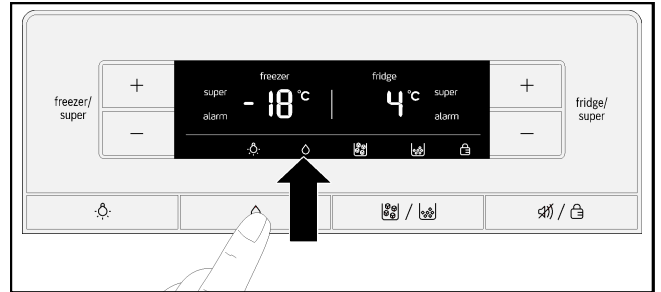 freezer/
super
+
−
freezer
super
alarm
-18 °C
fridge
4 °C
super
alarm
+
−
fridge/
super
/
/